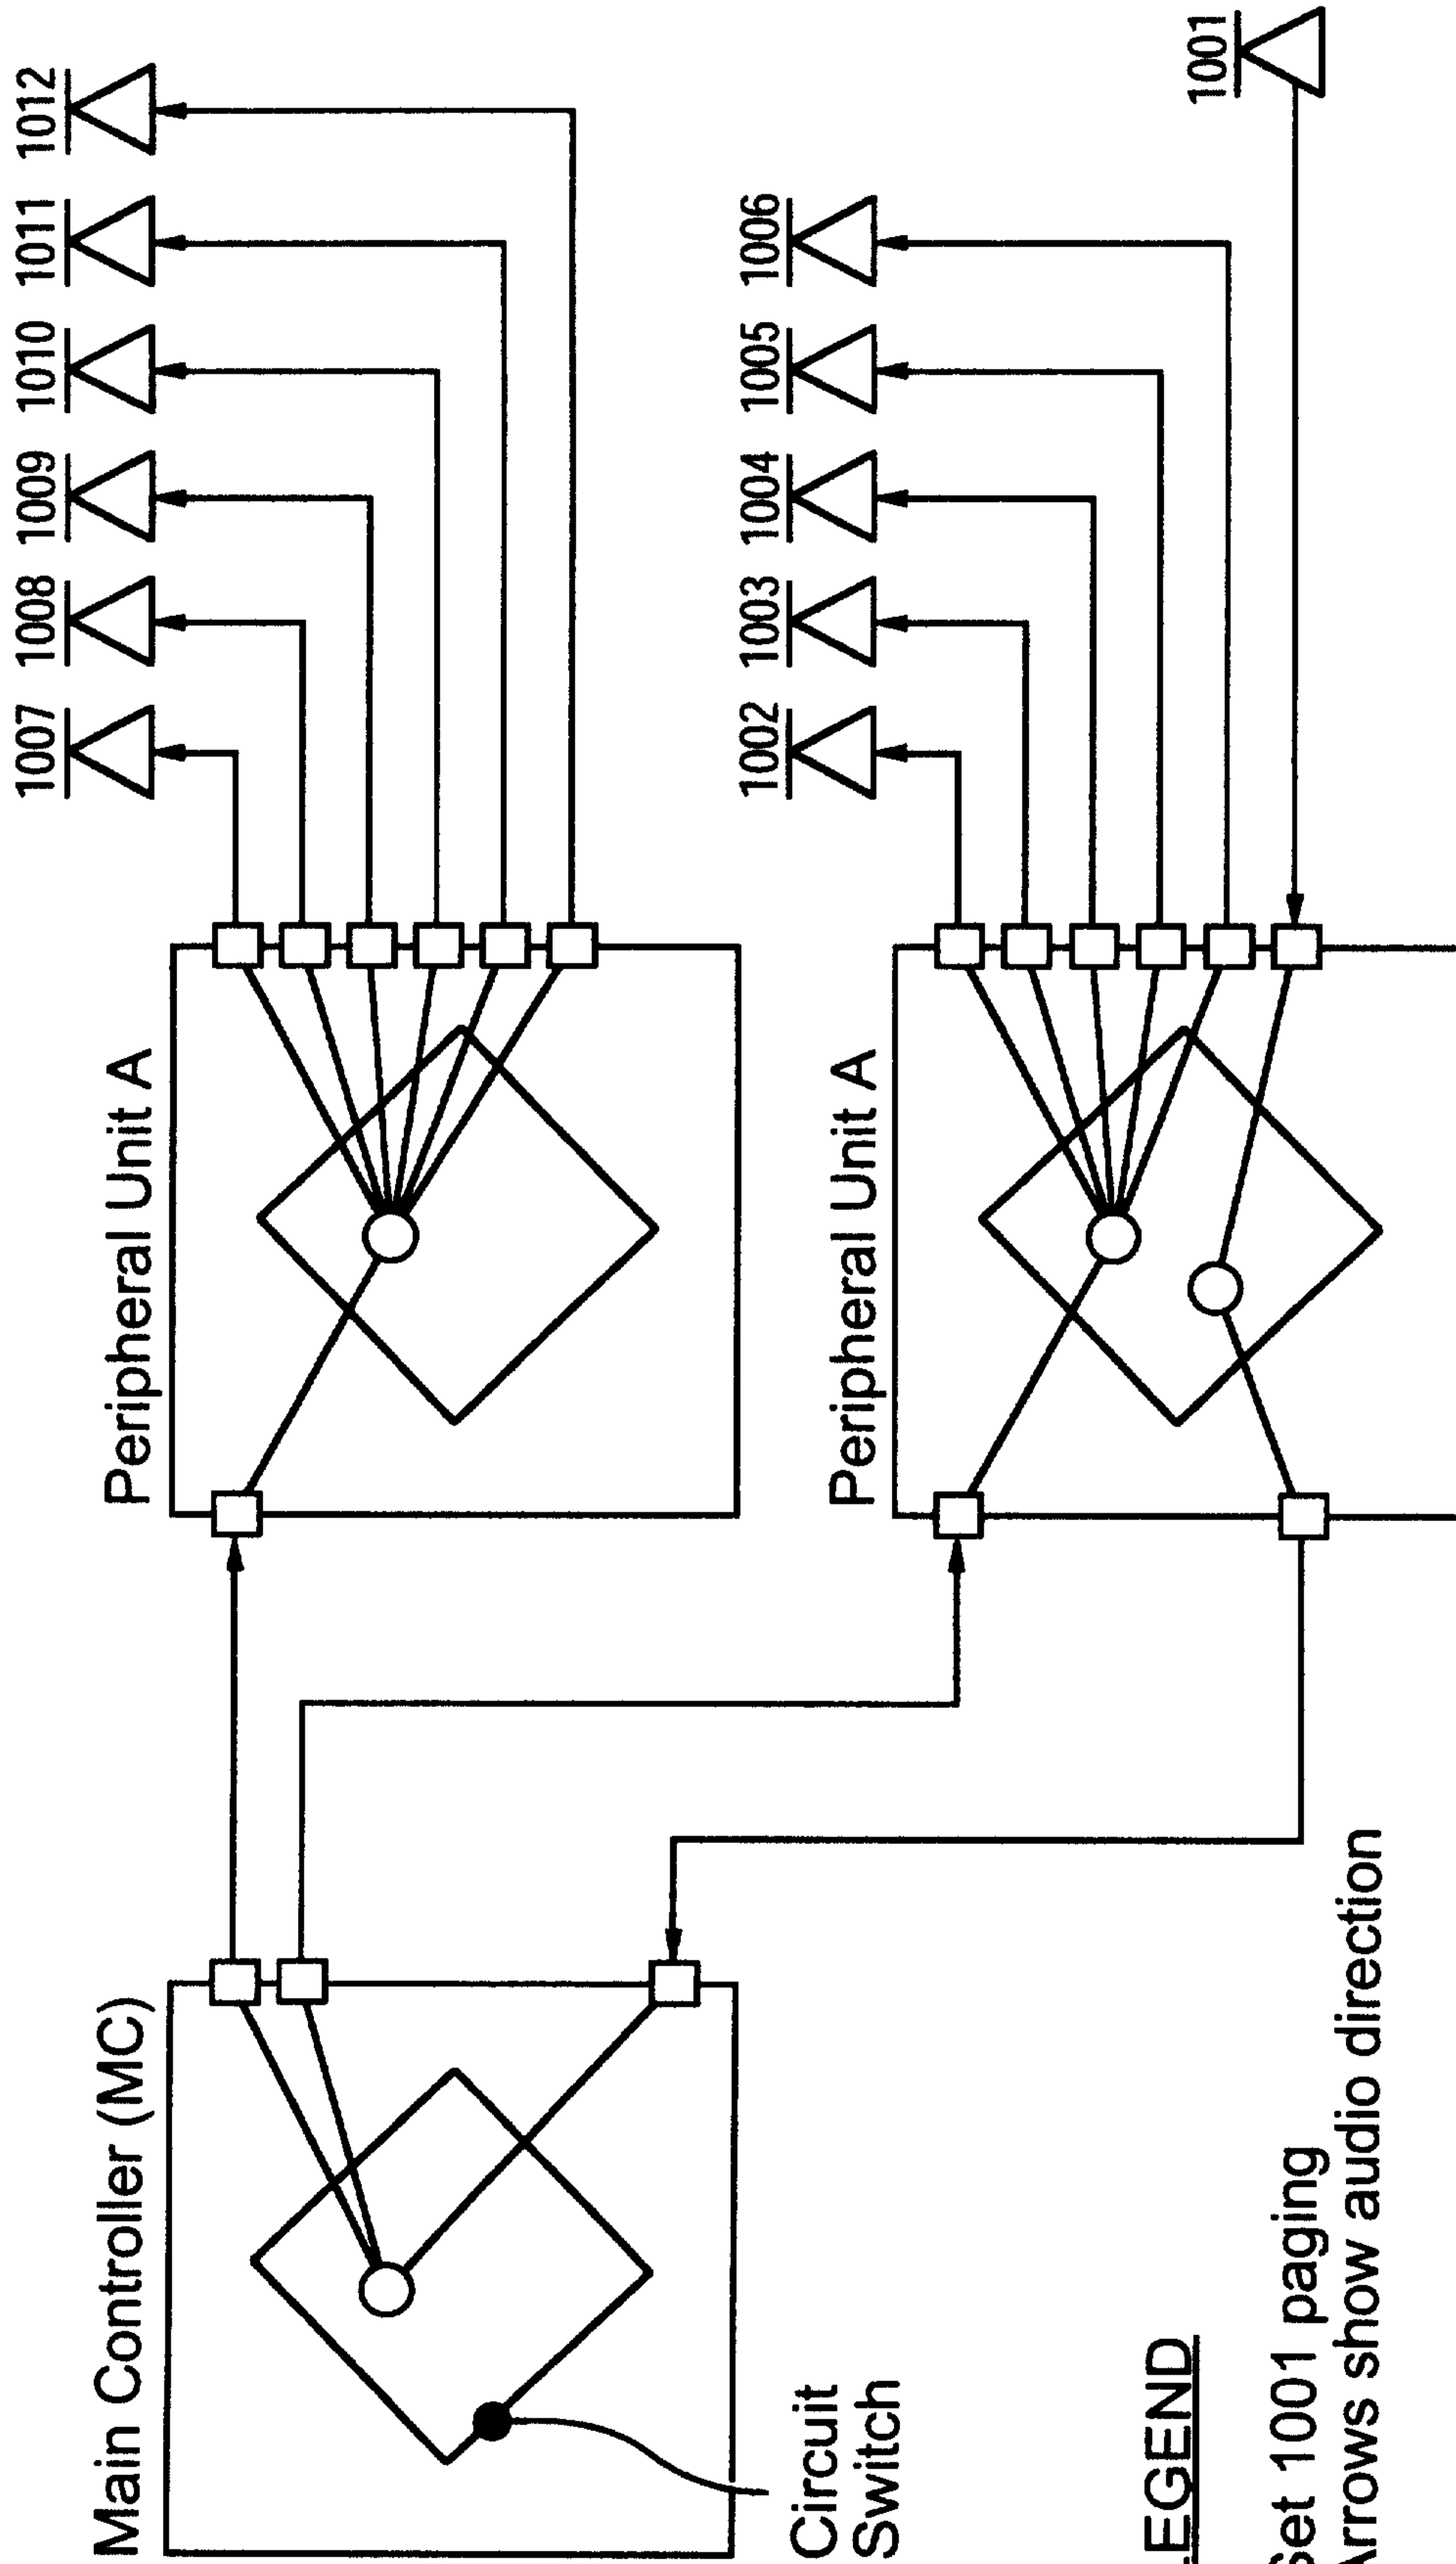 1007
1008
1009
1010
1011
1012
Main Controller (MC)
Peripheral Unit A
1002
1003
1004
1005
1006
Circuit
Switch
Peripheral Unit A
1001
LEGEND
Set 1001 paging
Arrows show audio direction